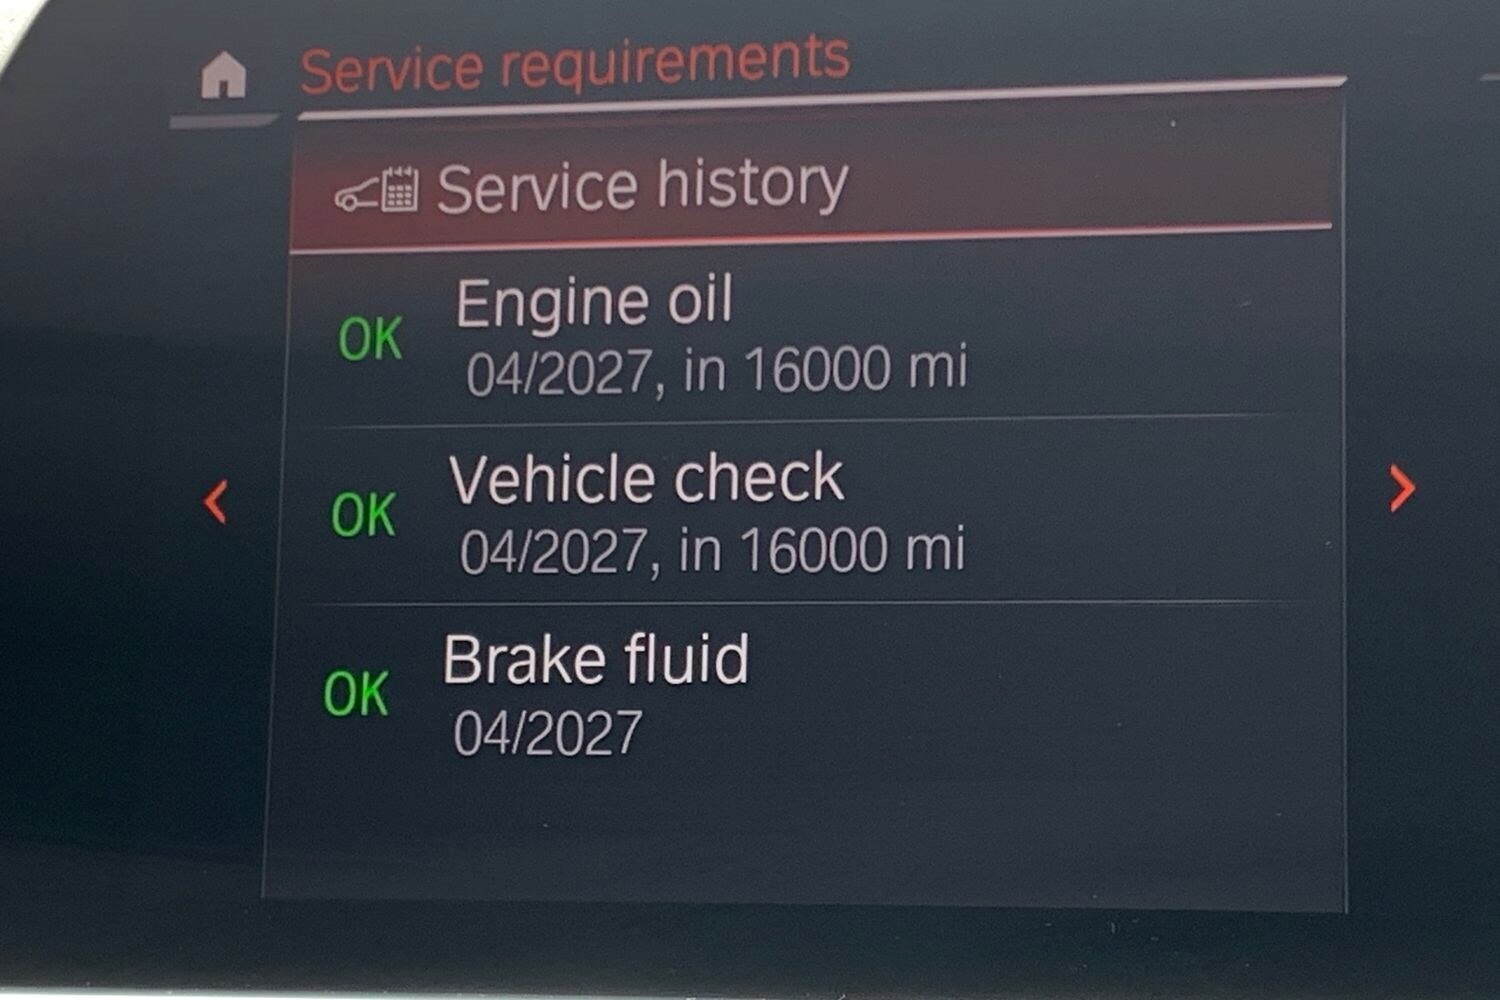 Service requirements
Service history
OK
Engine oil
04/2027, in 16000 mi
OK
Vehicle check
04/2027, in 16000 mi
OK
Brake fluid
04/2027